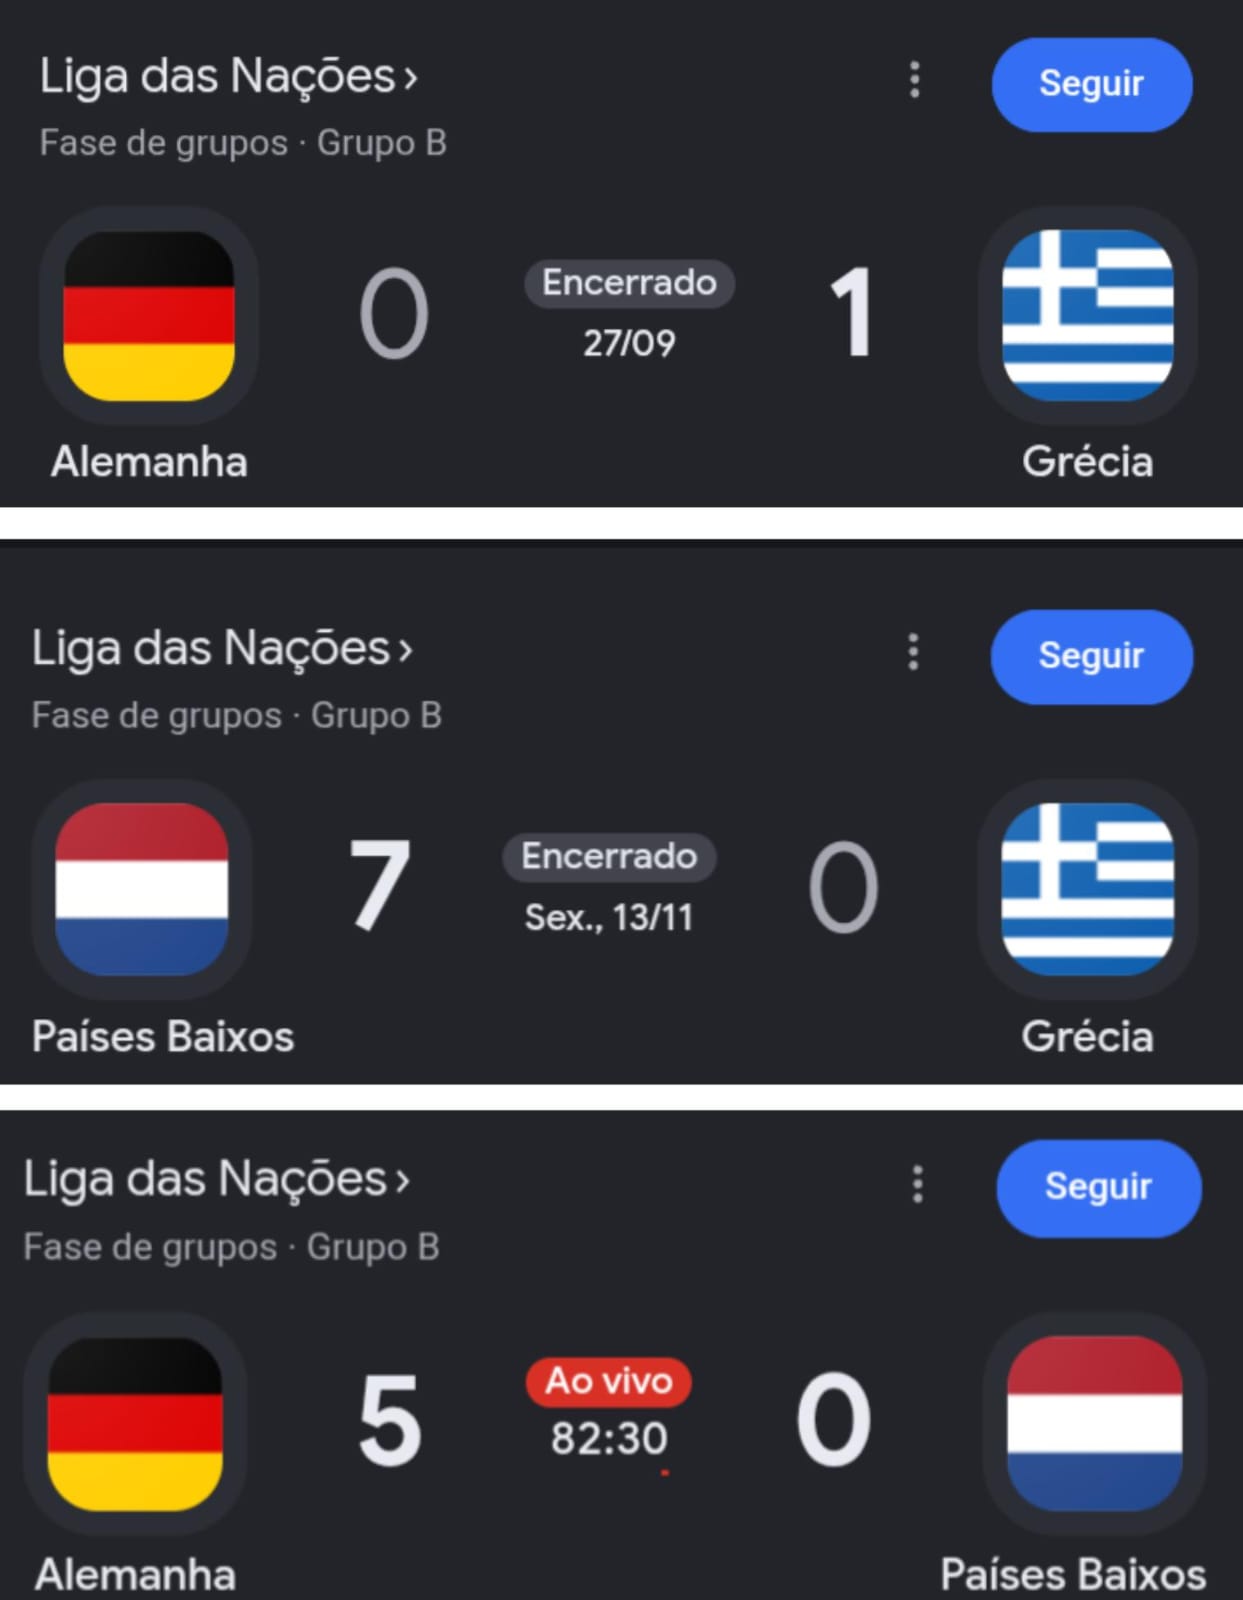 Liga das Nações >
Seguir
Fase de grupos · Grupo B
0 Encerrado 1
27/09
Alemanha Grécia
Liga das Nações >
Seguir
Fase de grupos · Grupo B
7 Encerrado 0
Sex., 13/11
Países Baixos Grécia
Liga das Nações >
Seguir
Fase de grupos · Grupo B
5 Ao vivo 0
82:30
Alemanha Países Baixos